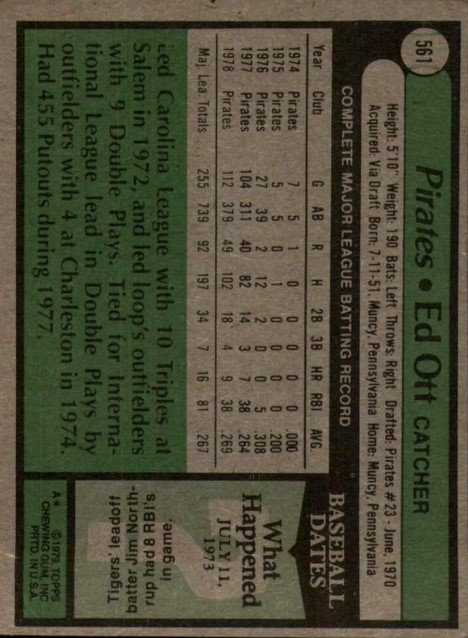 561
Pirates • Ed Ott CATCHER
Height: 5'10" Weight: 190 Bats: Left Throws: Right Drafted: Pirates #23 - June, 1970
Acquired: Via Draft Born: 7-11-51, Muncy, Pennsylvania Home: Muncy, Pennsylvania
COMPLETE MAJOR LEAGUE BATTING RECORD
Year Club G AB R H 2B 3B HR RBI AVG
1974 Pirates 7 5 1 0 0 0 0 0 .000
1975 Pirates 5 5 0 1 0 0 0 0 .200
1976 Pirates 27 39 2 12 2 0 0 5 .308
1977 Pirates 104 311 40 82 14 3 7 38 .264
1978 Pirates 112 379 49 102 18 4 9 38 .269
Maj. Lea. Totals 255 739 92 197 34 7 16 81 .267
Led Carolina League with 10 Triples at
Salem in 1972, and led loop's outfielders
with 9 Double Plays. Tied for Interna-
tional League lead in Double Plays by
outfielders with 4 at Charleston in 1974.
Had 455 Putouts during 1977.
BASEBALL
DATES
What
Happened
JULY 11,
1973
Tigers' leadoff
batter Jim North-
rup had 8 RBI's
in game.
A* © 1979 TOPPS
CHEWING GUM, INC
PRTD. IN U.S.A.